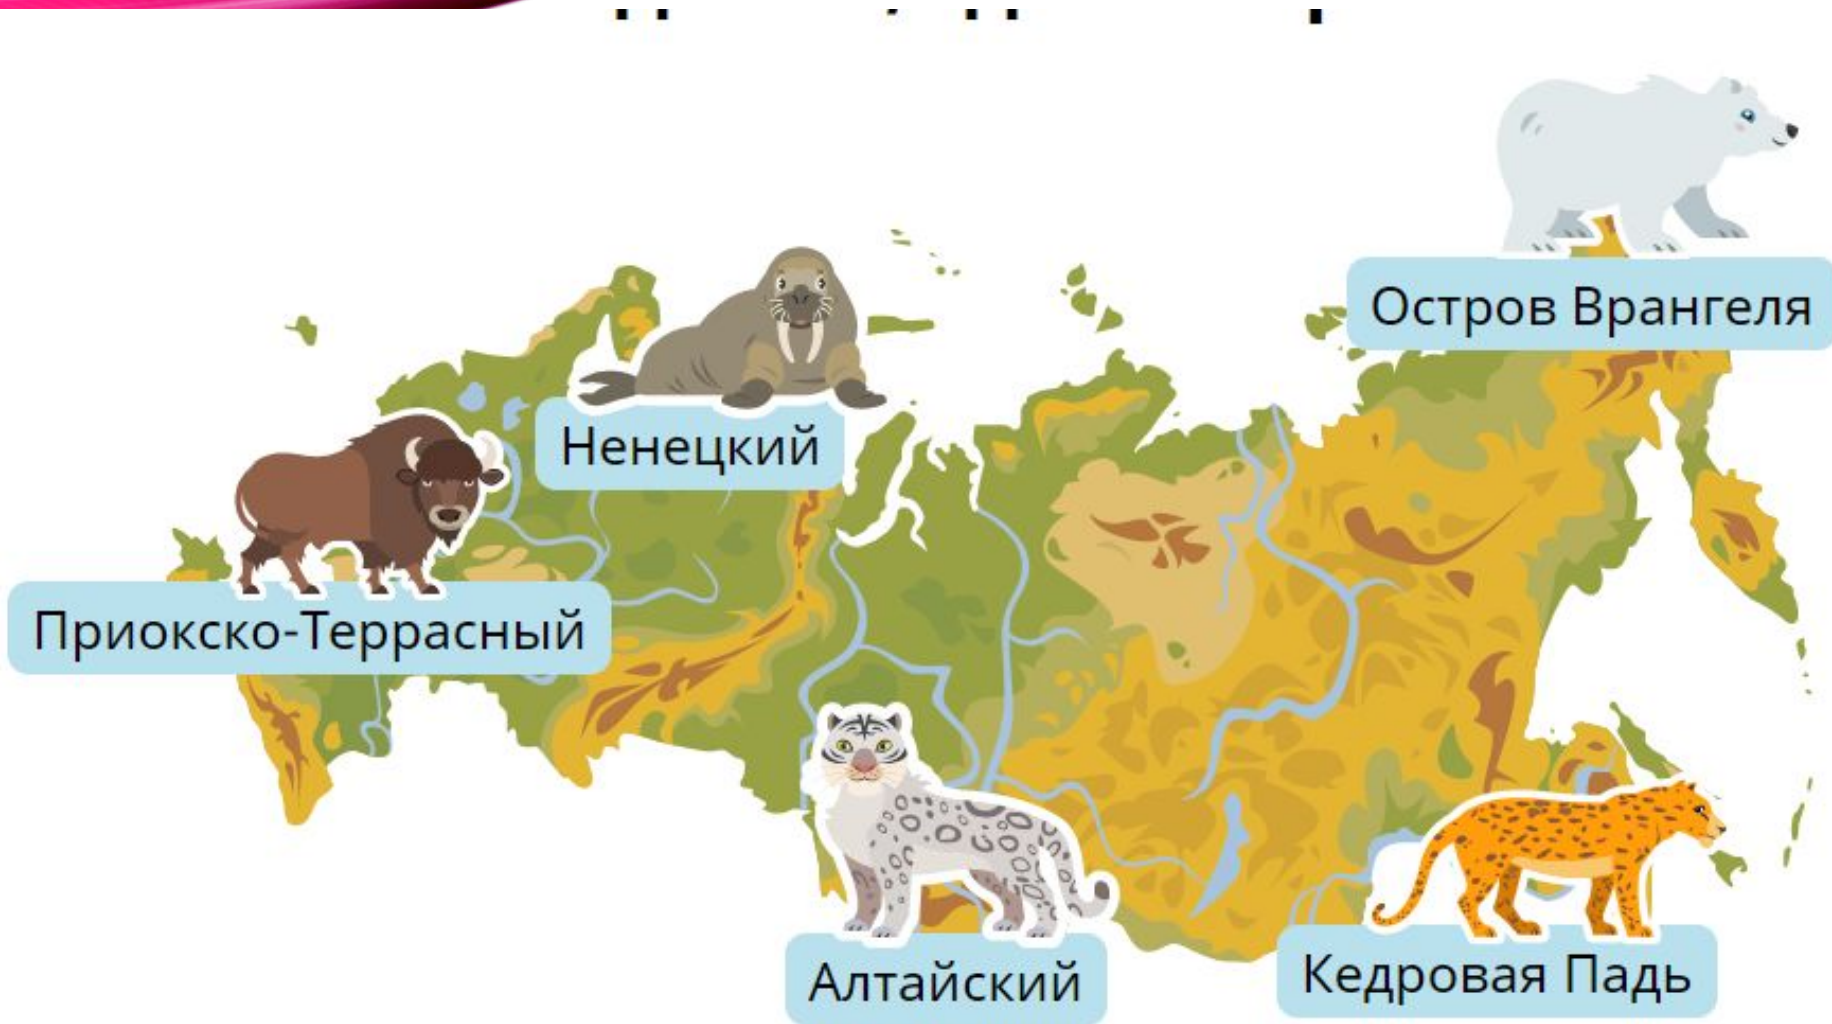 Остров Врангеля
Ненецкий
Приокско-Террасный
Алтайский
Кедровая Падь